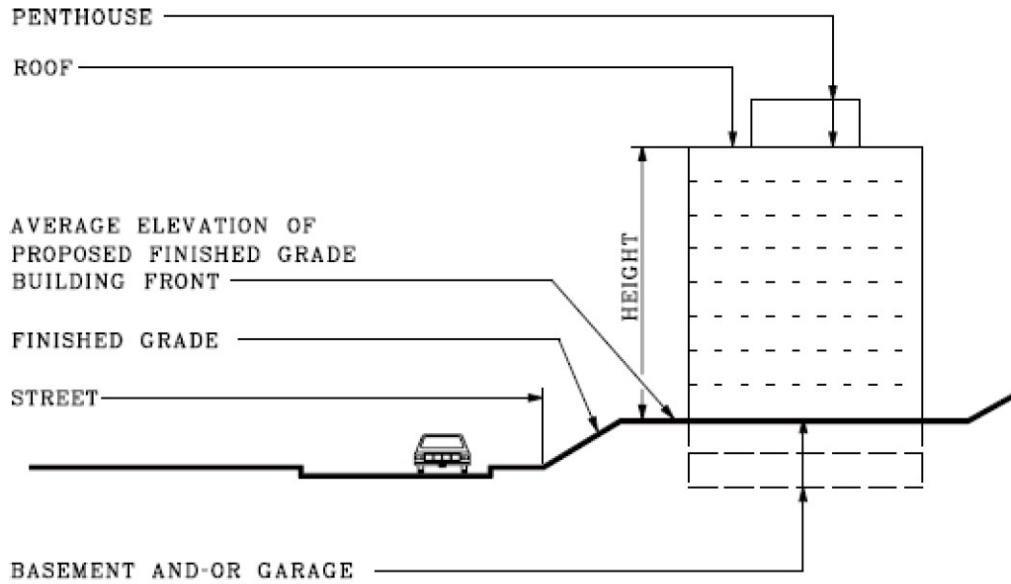 PENTHOUSE
ROOF
AVERAGE ELEVATION OF
PROPOSED FINISHED GRADE
BUILDING FRONT
HEIGHT
FINISHED GRADE
STREET
BASEMENT AND-OR GARAGE